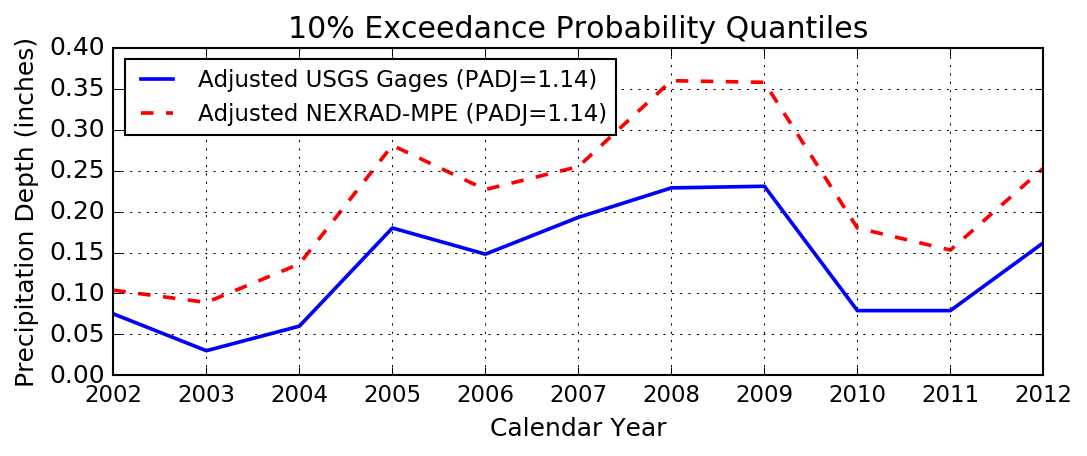 10% Exceedance Probability Quantiles
Precipitation Depth (inches)
0.40
0.35
0.30
0.25
0.20
0.15
0.10
0.05
0.00
Adjusted USGS Gages (PADJ=1.14)
Adjusted NEXRAD-MPE (PADJ=1.14)
2002 2003 2004 2005 2006 2007 2008 2009 2010 2011 2012
Calendar Year